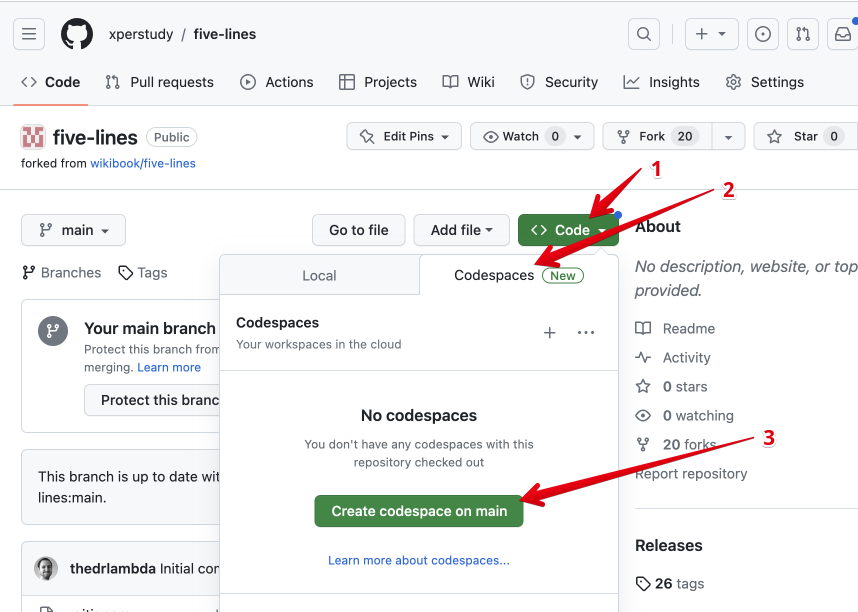 xperstudy / five-lines
Code
Pull requests
Actions
Projects
Wiki
Security
Insights
Settings
five-lines Public
Edit Pins
Watch 0
Fork 20
Star 0
forked from wikibook/five-lines
1
2
main
Go to file
Add file
<> Code
About
Branches
Tags
Local
Codespaces New
No description, website, or top
provided.
Your main branch
Protect this branch from
merging. Learn more
Protect this branc
Codespaces
Your workspaces in the cloud
Readme
Activity
0 stars
0 watching
20 forks
Report repository
No codespaces
You don't have any codespaces with this
repository checked out
3
This branch is up to date wit
lines:main.
Create codespace on main
Learn more about codespaces...
Releases
26 tags
thedrlambda Initial con